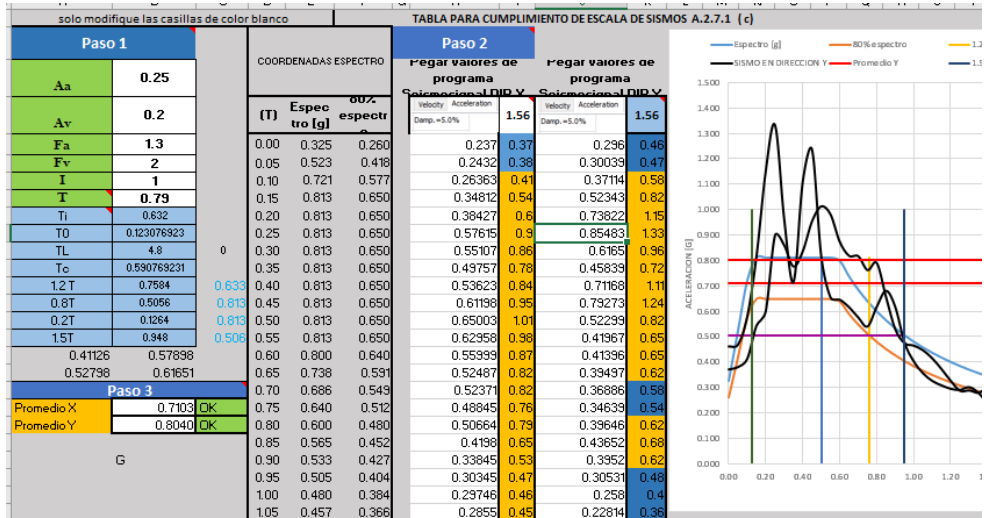 solo modifique las casillas de color blanco TABLA PARA CUMPLIMIENTO DE ESCALA DE SISMOS A.2.7.1 ( c)
Paso 1
Aa 0.25
Av 0.2
Fa 1.3
Fv 2
I 1
T 0.79
Ti 0.632
T0 0.123076923
TL 4.8 0
Tc 0.590769231
1.2 T 0.7584 0.633
0.8T 0.5056 0.813
0.2T 0.1264 0.813
1.5T 0.948 0.506
0.41126 0.57898
0.52798 0.61651
Paso 3
Promedio X 0.7103 OK
Promedio Y 0.8040 OK
G
COORDENADAS ESPECTRO
(T) Espec tro [g] 80% espectr
0.00 0.325 0.260
0.05 0.523 0.418
0.10 0.721 0.577
0.15 0.813 0.650
0.20 0.813 0.650
0.25 0.813 0.650
0.30 0.813 0.650
0.35 0.813 0.650
0.40 0.813 0.650
0.45 0.813 0.650
0.50 0.813 0.650
0.55 0.813 0.650
0.60 0.800 0.640
0.65 0.738 0.591
0.70 0.686 0.549
0.75 0.640 0.512
0.80 0.600 0.480
0.85 0.565 0.452
0.90 0.533 0.427
0.95 0.505 0.404
1.00 0.480 0.384
1.05 0.457 0.366
Paso 2
Pegar valores de programa Seismosignal DIR X
Pegar valores de programa Seismosignal DIR Y
Velocity Acceleration
Damp.=5.0% 1.56
Velocity Acceleration
Damp.=5.0% 1.56
0.237 0.37 0.296 0.46
0.2432 0.38 0.30039 0.47
0.26363 0.41 0.37114 0.58
0.34812 0.54 0.52343 0.82
0.38427 0.6 0.73822 1.15
0.57615 0.9 0.85483 1.33
0.55107 0.86 0.6165 0.96
0.49757 0.78 0.45839 0.72
0.53623 0.84 0.71168 1.11
0.61198 0.95 0.79273 1.24
0.65003 1.01 0.52299 0.82
0.62958 0.98 0.41967 0.65
0.55999 0.87 0.41396 0.65
0.52487 0.82 0.39497 0.62
0.52371 0.82 0.36886 0.58
0.48845 0.76 0.34639 0.54
0.50664 0.79 0.39646 0.62
0.4198 0.65 0.43652 0.68
0.33845 0.53 0.3952 0.62
0.30345 0.47 0.30531 0.48
0.29746 0.46 0.258 0.4
0.2855 0.45 0.22814 0.36
Espectro [g] 80% espectro
SISMO EN DIRECCION Y Promedio Y
ACELERACION [G]
1.500
1.400
1.300
1.200
1.100
1.000
0.900
0.800
0.700
0.600
0.500
0.400
0.300
0.200
0.100
0.000
0.00 0.20 0.40 0.60 0.80 1.00 1.20